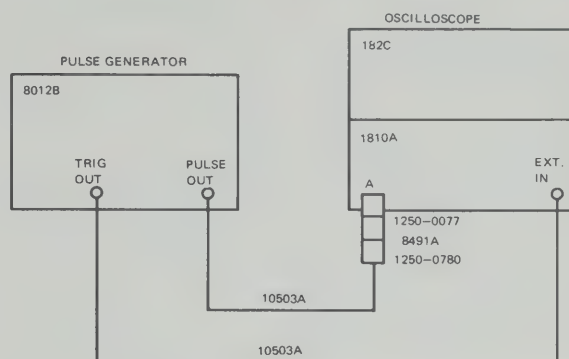 OSCILLOSCOPE
182C
PULSE GENERATOR
8012B
1810A
TRIG
OUT
PULSE
OUT
A
EXT.
IN
1250-0077
8491A
1250-0780
10503A
10503A